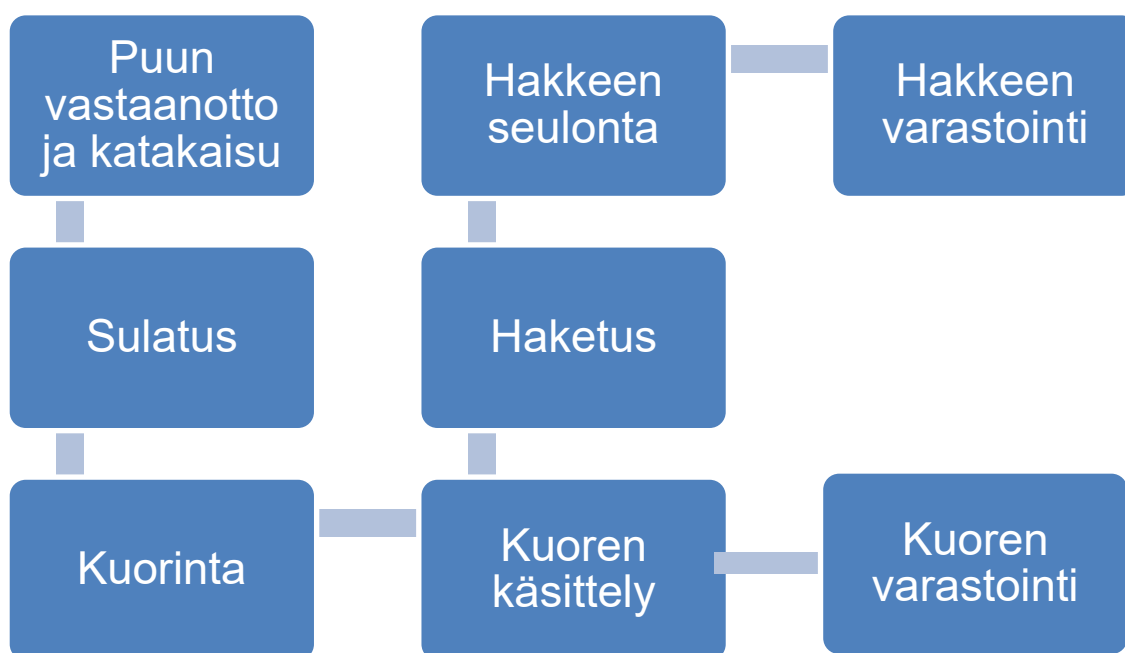 Puun
vastaanotto
ja katakaisu
Sulatus
Kuorinta
Kuoren
käsittely
Haketus
Hakkeen
seulonta
Hakkeen
varastointi
Kuoren
varastointi